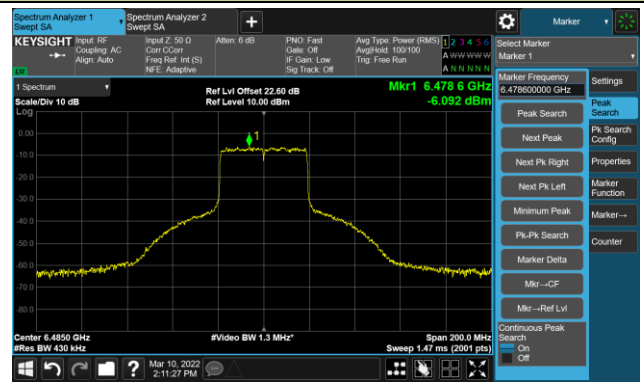 Spectrum Analyzer 1
Swept SA
Spectrum Analyzer 2
Swept SA
+
Marker
KEYSIGHT
Input: RF
Coupling: AC
Align: Auto
Input Z: 50 Ω
Corr CCorr
Freq Ref: Int (S)
NFE: Adaptive
Atten: 6 dB
PNO: Fast
Gate: Off
IF Gain: Low
Sig Track: Off
Avg Type: Power (RMS)
Avg|Hold: 100/100
Trig: Free Run
1 2 3 4 5 6
A W W W W W
A N N N N N
LV
Select Marker
Marker 1
1 Spectrum
Scale/Div 10 dB
Log
Ref Lvl Offset 22.60 dB
Ref Level 10.00 dBm
Mkr1 6.478 6 GHz
-6.092 dBm
1
0.00
-10.0
-20.0
-30.0
-40.0
-50.0
-60.0
-70.0
-80.0
Center 6.4850 GHz
#Res BW 430 kHz
#Video BW 1.3 MHz*
Span 200.0 MHz
Sweep 1.47 ms (2001 pts)
Marker Frequency
6.478600000 GHz
Peak Search
Next Peak
Next Pk Right
Next Pk Left
Minimum Peak
Pk-Pk Search
Marker Delta
Mkr→CF
Mkr→Ref Lvl
Continuous Peak
Search
On
Off
Settings
Peak
Search
Pk Search
Config
Properties
Marker
Function
Marker→
Counter
?
Mar 10, 2022
2:11:27 PM